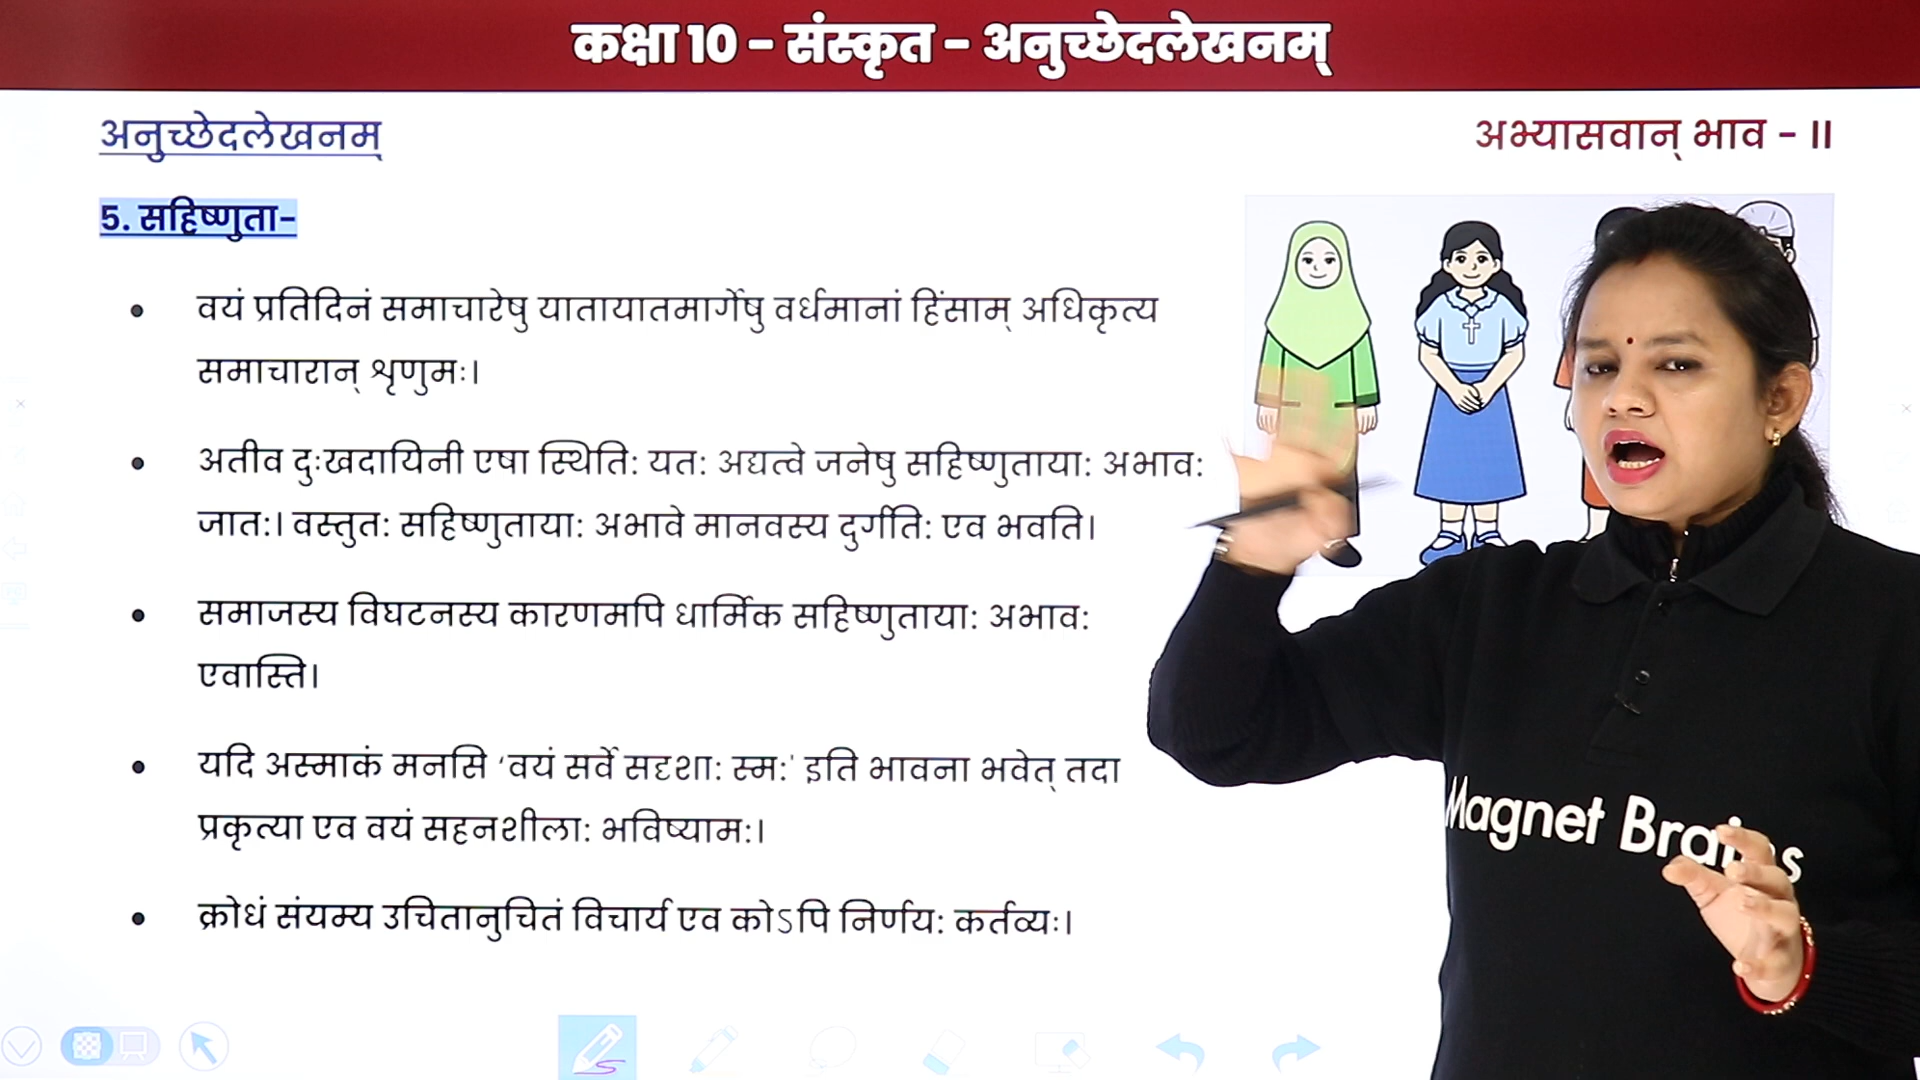 कक्षा 10 - संस्कृत - अनुच्छेदलेखनम्
अनुच्छेदलेखनम्
अभ्यासवान् भाव - II
5. सहिष्णुता-
• वयं प्रतिदिनं समाचारेषु यातायातमार्गेषु वर्धमानां हिंसाम् अधिकृत्य
समाचारान् श्रृणुमः।
• अतीव दुःखदायिनी एषा स्थितिः यतः अद्यत्वे जनेषु सहिष्णुतायाः अभावः
जातः। वस्तुतः सहिष्णुतायाः अभावे मानवस्य दुर्गतिः एव भवति।
• समाजस्य विघटनस्य कारणमपि धार्मिक सहिष्णुतायाः अभावः
एवास्ति।
• यदि अस्माकं मनसि ‘वयं सर्वे सदृशाः स्मः' इति भावना भवेत् तदा
प्रकृत्या एव वयं सहनशीलाः भविष्यामः।
• क्रोधं संयम्य उचितानुचितं विचार्य एव कोऽपि निर्णयः कर्तव्यः।
Magnet Brains